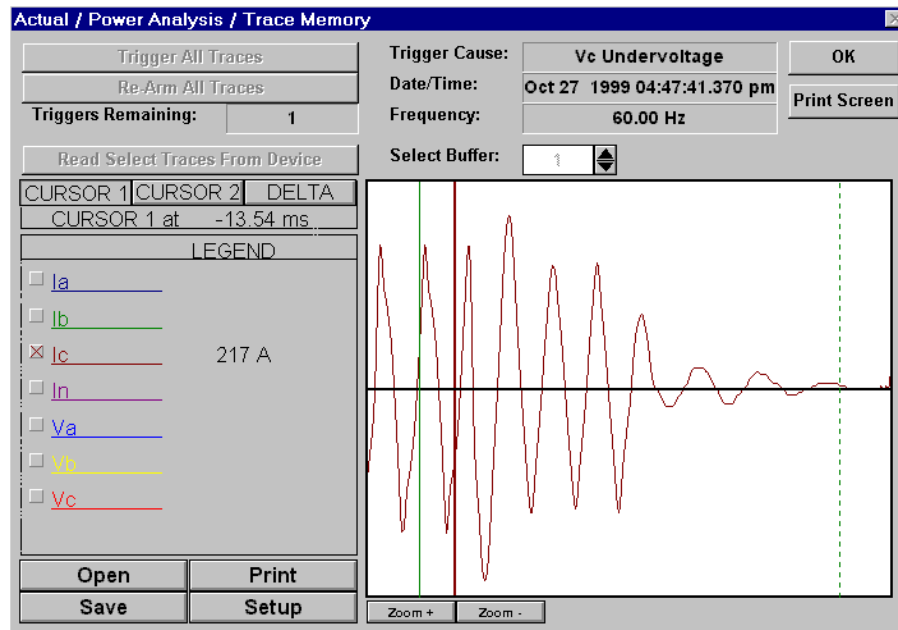 Actual / Power Analysis / Trace Memory
Trigger All Traces
Re-Arm All Traces
Triggers Remaining: 1
Read Select Traces From Device
Trigger Cause: Vc Undervoltage
Date/Time: Oct 27 1999 04:47:41.370 pm
Frequency: 60.00 Hz
Select Buffer: 1
OK
Print Screen
CURSOR 1 CURSOR 2 DELTA
CURSOR 1 at -13.54 ms
LEGEND
Ia
Ib
Ic 217 A
In
Va
Vb
Vc
Open Print
Save Setup
Zoom + Zoom -